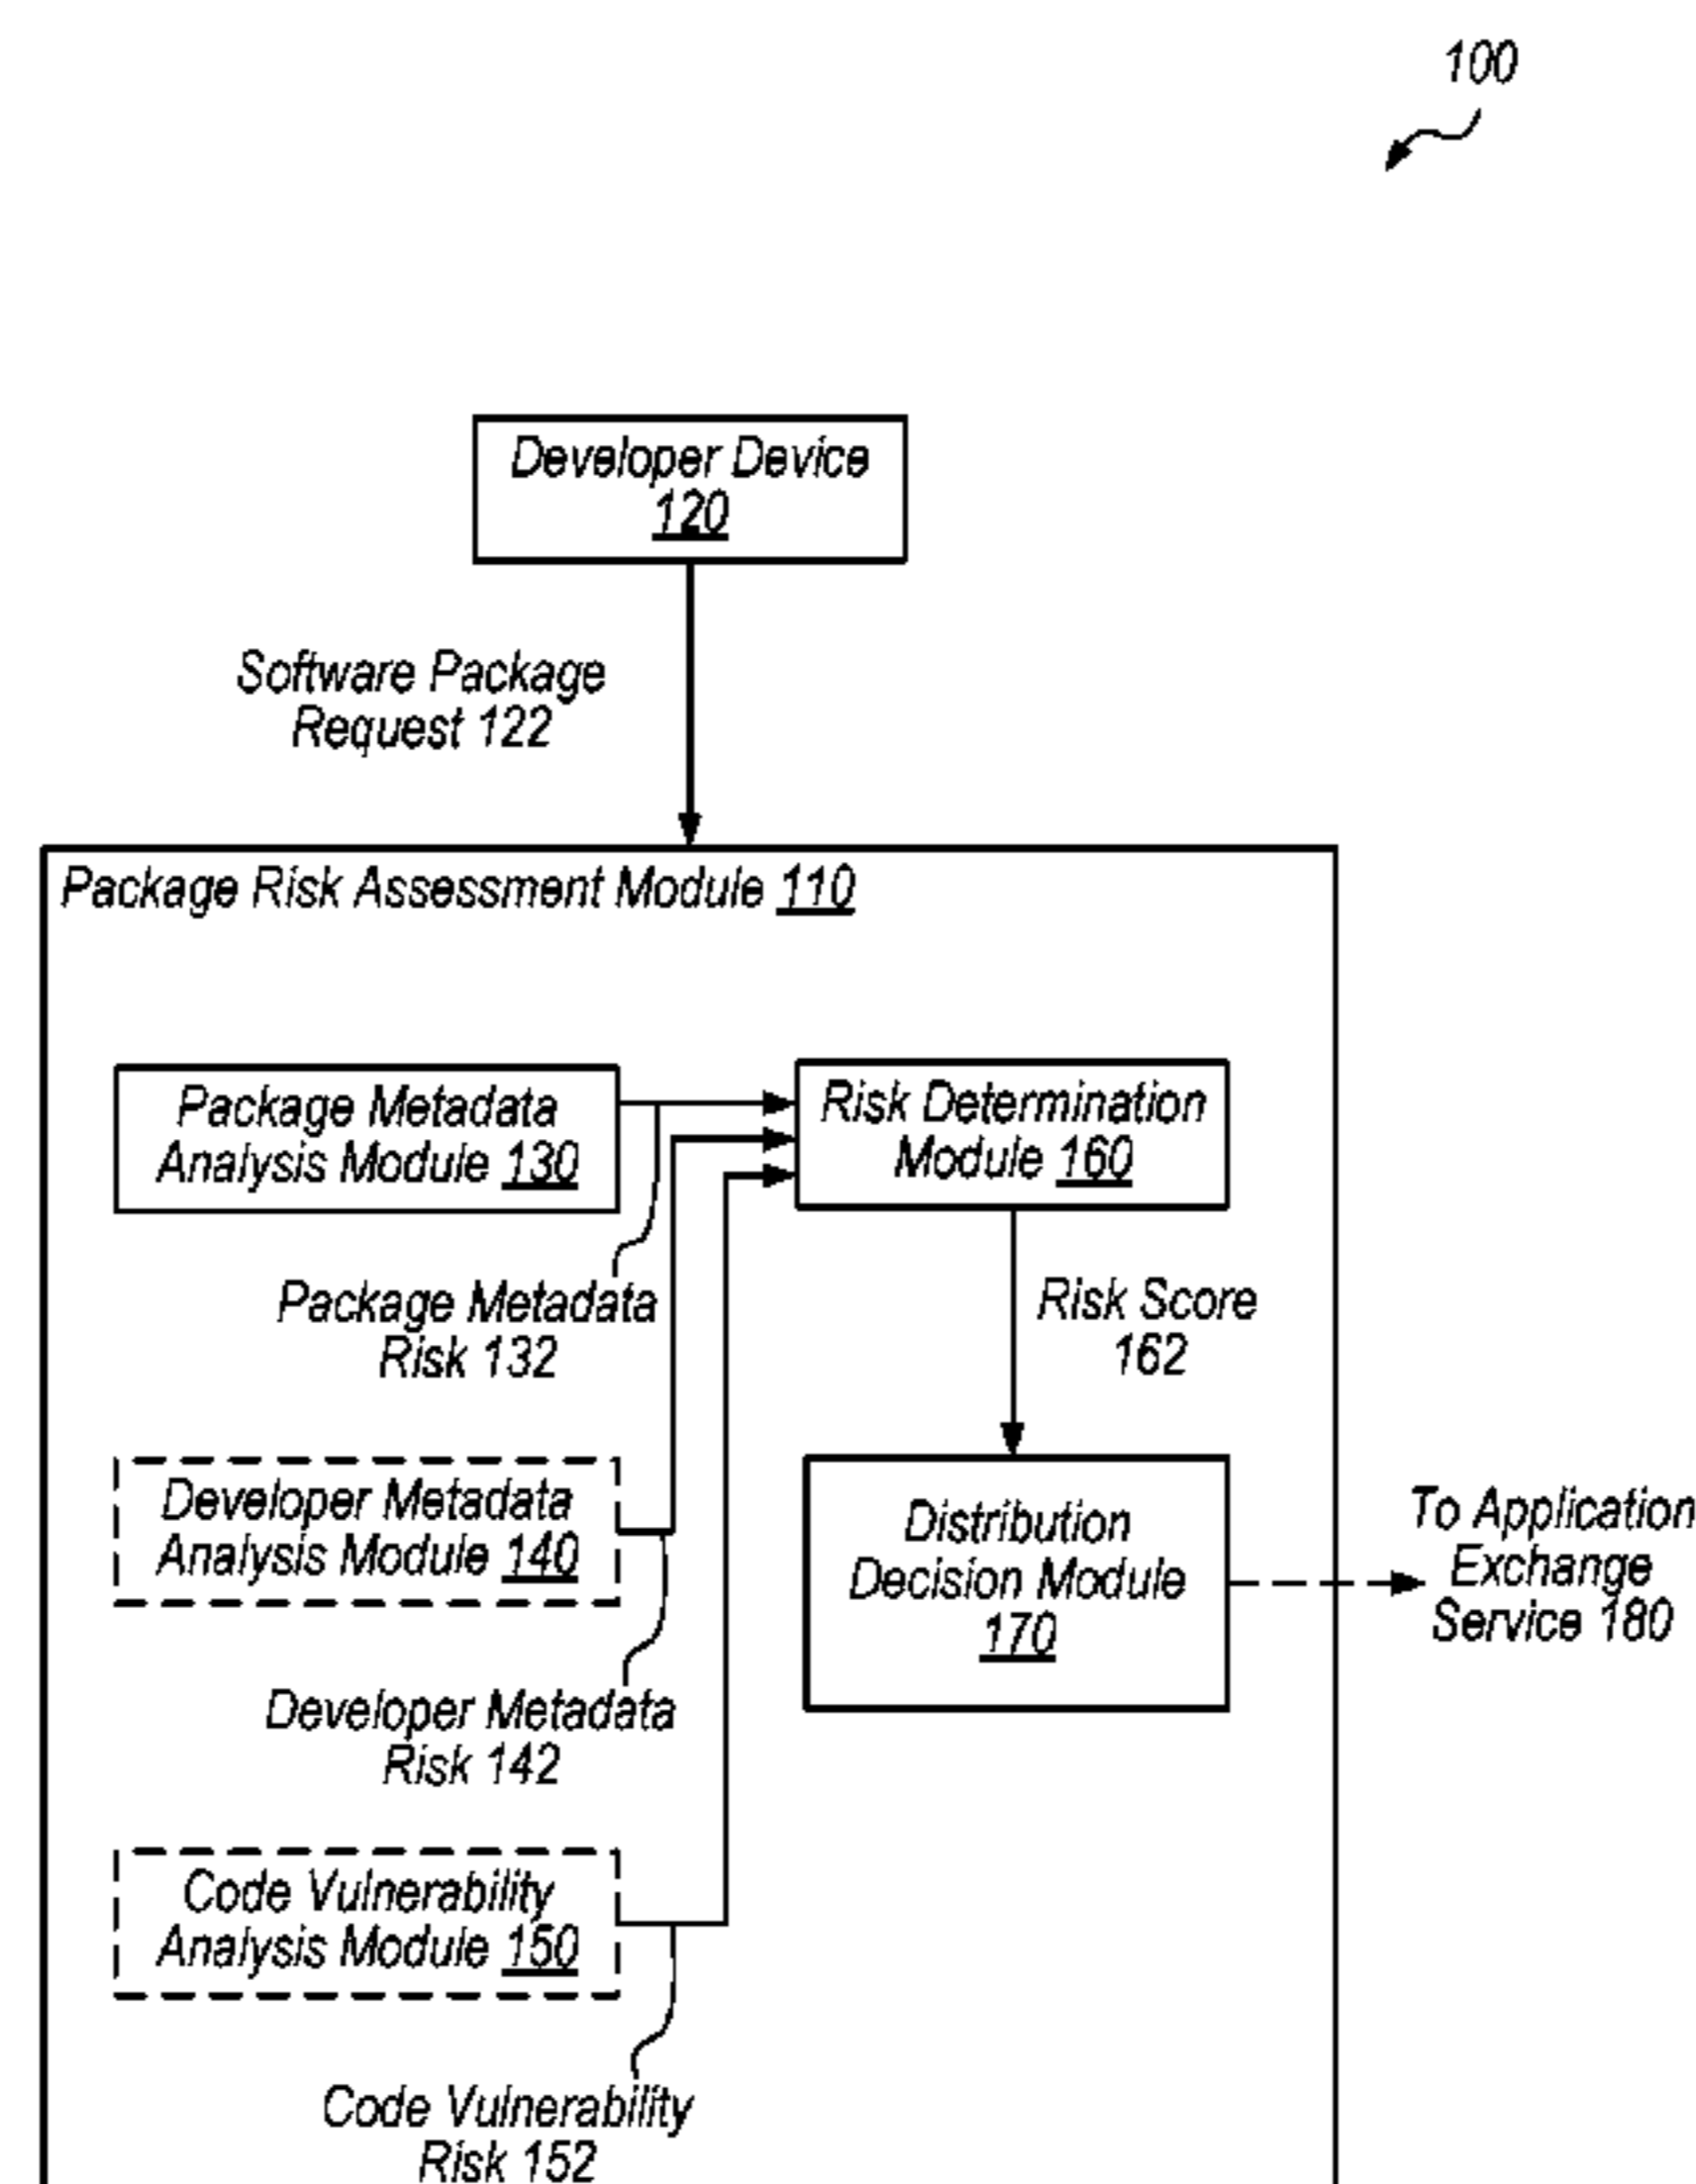 100
Developer Device
120
Software Package
Request 122
Package Risk Assessment Module 110
Package Metadata
Analysis Module 130
Risk Determination
Module 160
Package Metadata
Risk 132
Risk Score
162
Developer Metadata
Analysis Module 140
Distribution
Decision Module
170
To Application
Exchange
Service 180
Developer Metadata
Risk 142
Code Vulnerability
Analysis Module 150
Code Vulnerability
Risk 152